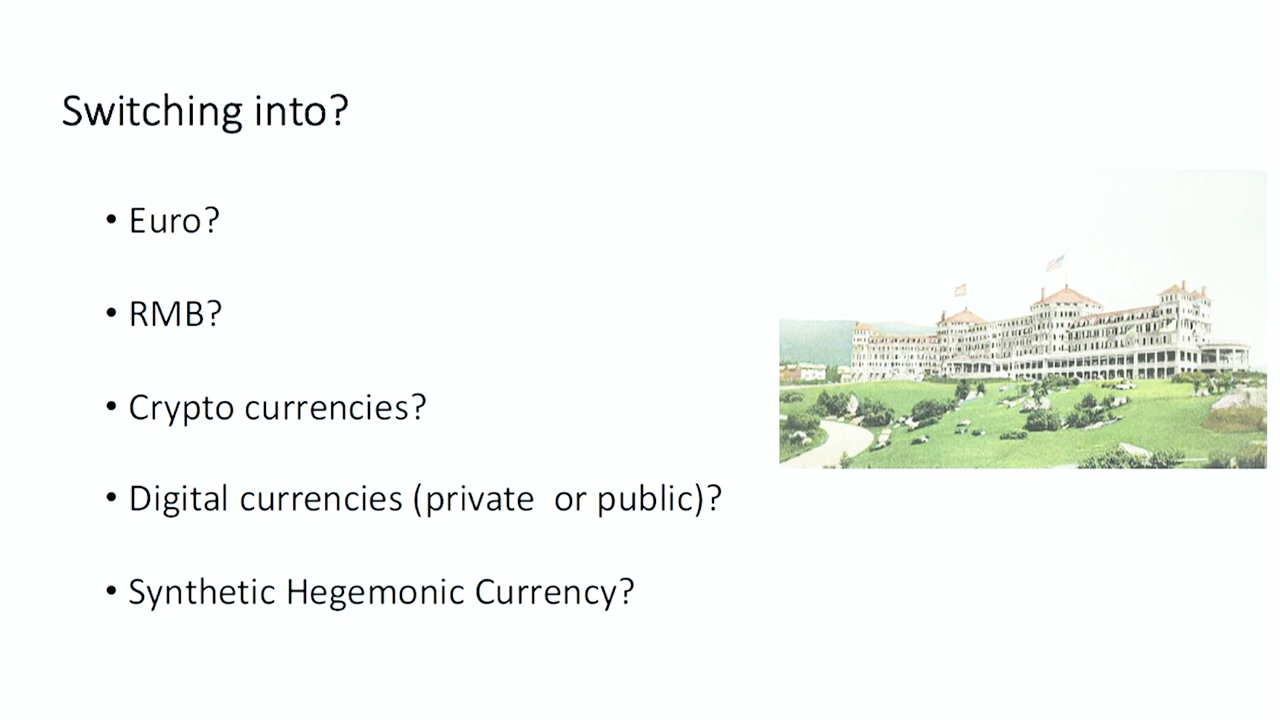 Switching into?
• Euro?
• RMB?
• Crypto currencies?
• Digital currencies (private  or public)?
• Synthetic Hegemonic Currency?